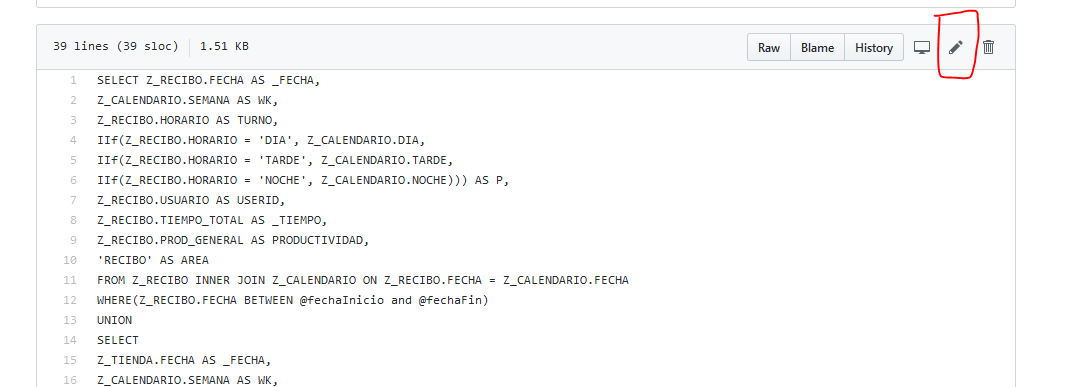 39 lines (39 sloc) 1.51 KB Raw Blame History
1 SELECT Z_RECIBO.FECHA AS _FECHA,
2 Z_CALENDARIO.SEMANA AS WK,
3 Z_RECIBO.HORARIO AS TURNO,
4 IIf(Z_RECIBO.HORARIO = 'DIA', Z_CALENDARIO.DIA,
5 IIf(Z_RECIBO.HORARIO = 'TARDE', Z_CALENDARIO.TARDE,
6 IIf(Z_RECIBO.HORARIO = 'NOCHE', Z_CALENDARIO.NOCHE))) AS P,
7 Z_RECIBO.USUARIO AS USERID,
8 Z_RECIBO.TIEMPO_TOTAL AS _TIEMPO,
9 Z_RECIBO.PROD_GENERAL AS PRODUCTIVIDAD,
10 'RECIBO' AS AREA
11 FROM Z_RECIBO INNER JOIN Z_CALENDARIO ON Z_RECIBO.FECHA = Z_CALENDARIO.FECHA
12 WHERE(Z_RECIBO.FECHA BETWEEN @fechaInicio and @fechaFin)
13 UNION
14 SELECT
15 Z_TIENDA.FECHA AS _FECHA,
16 Z_CALENDARIO.SEMANA AS WK,